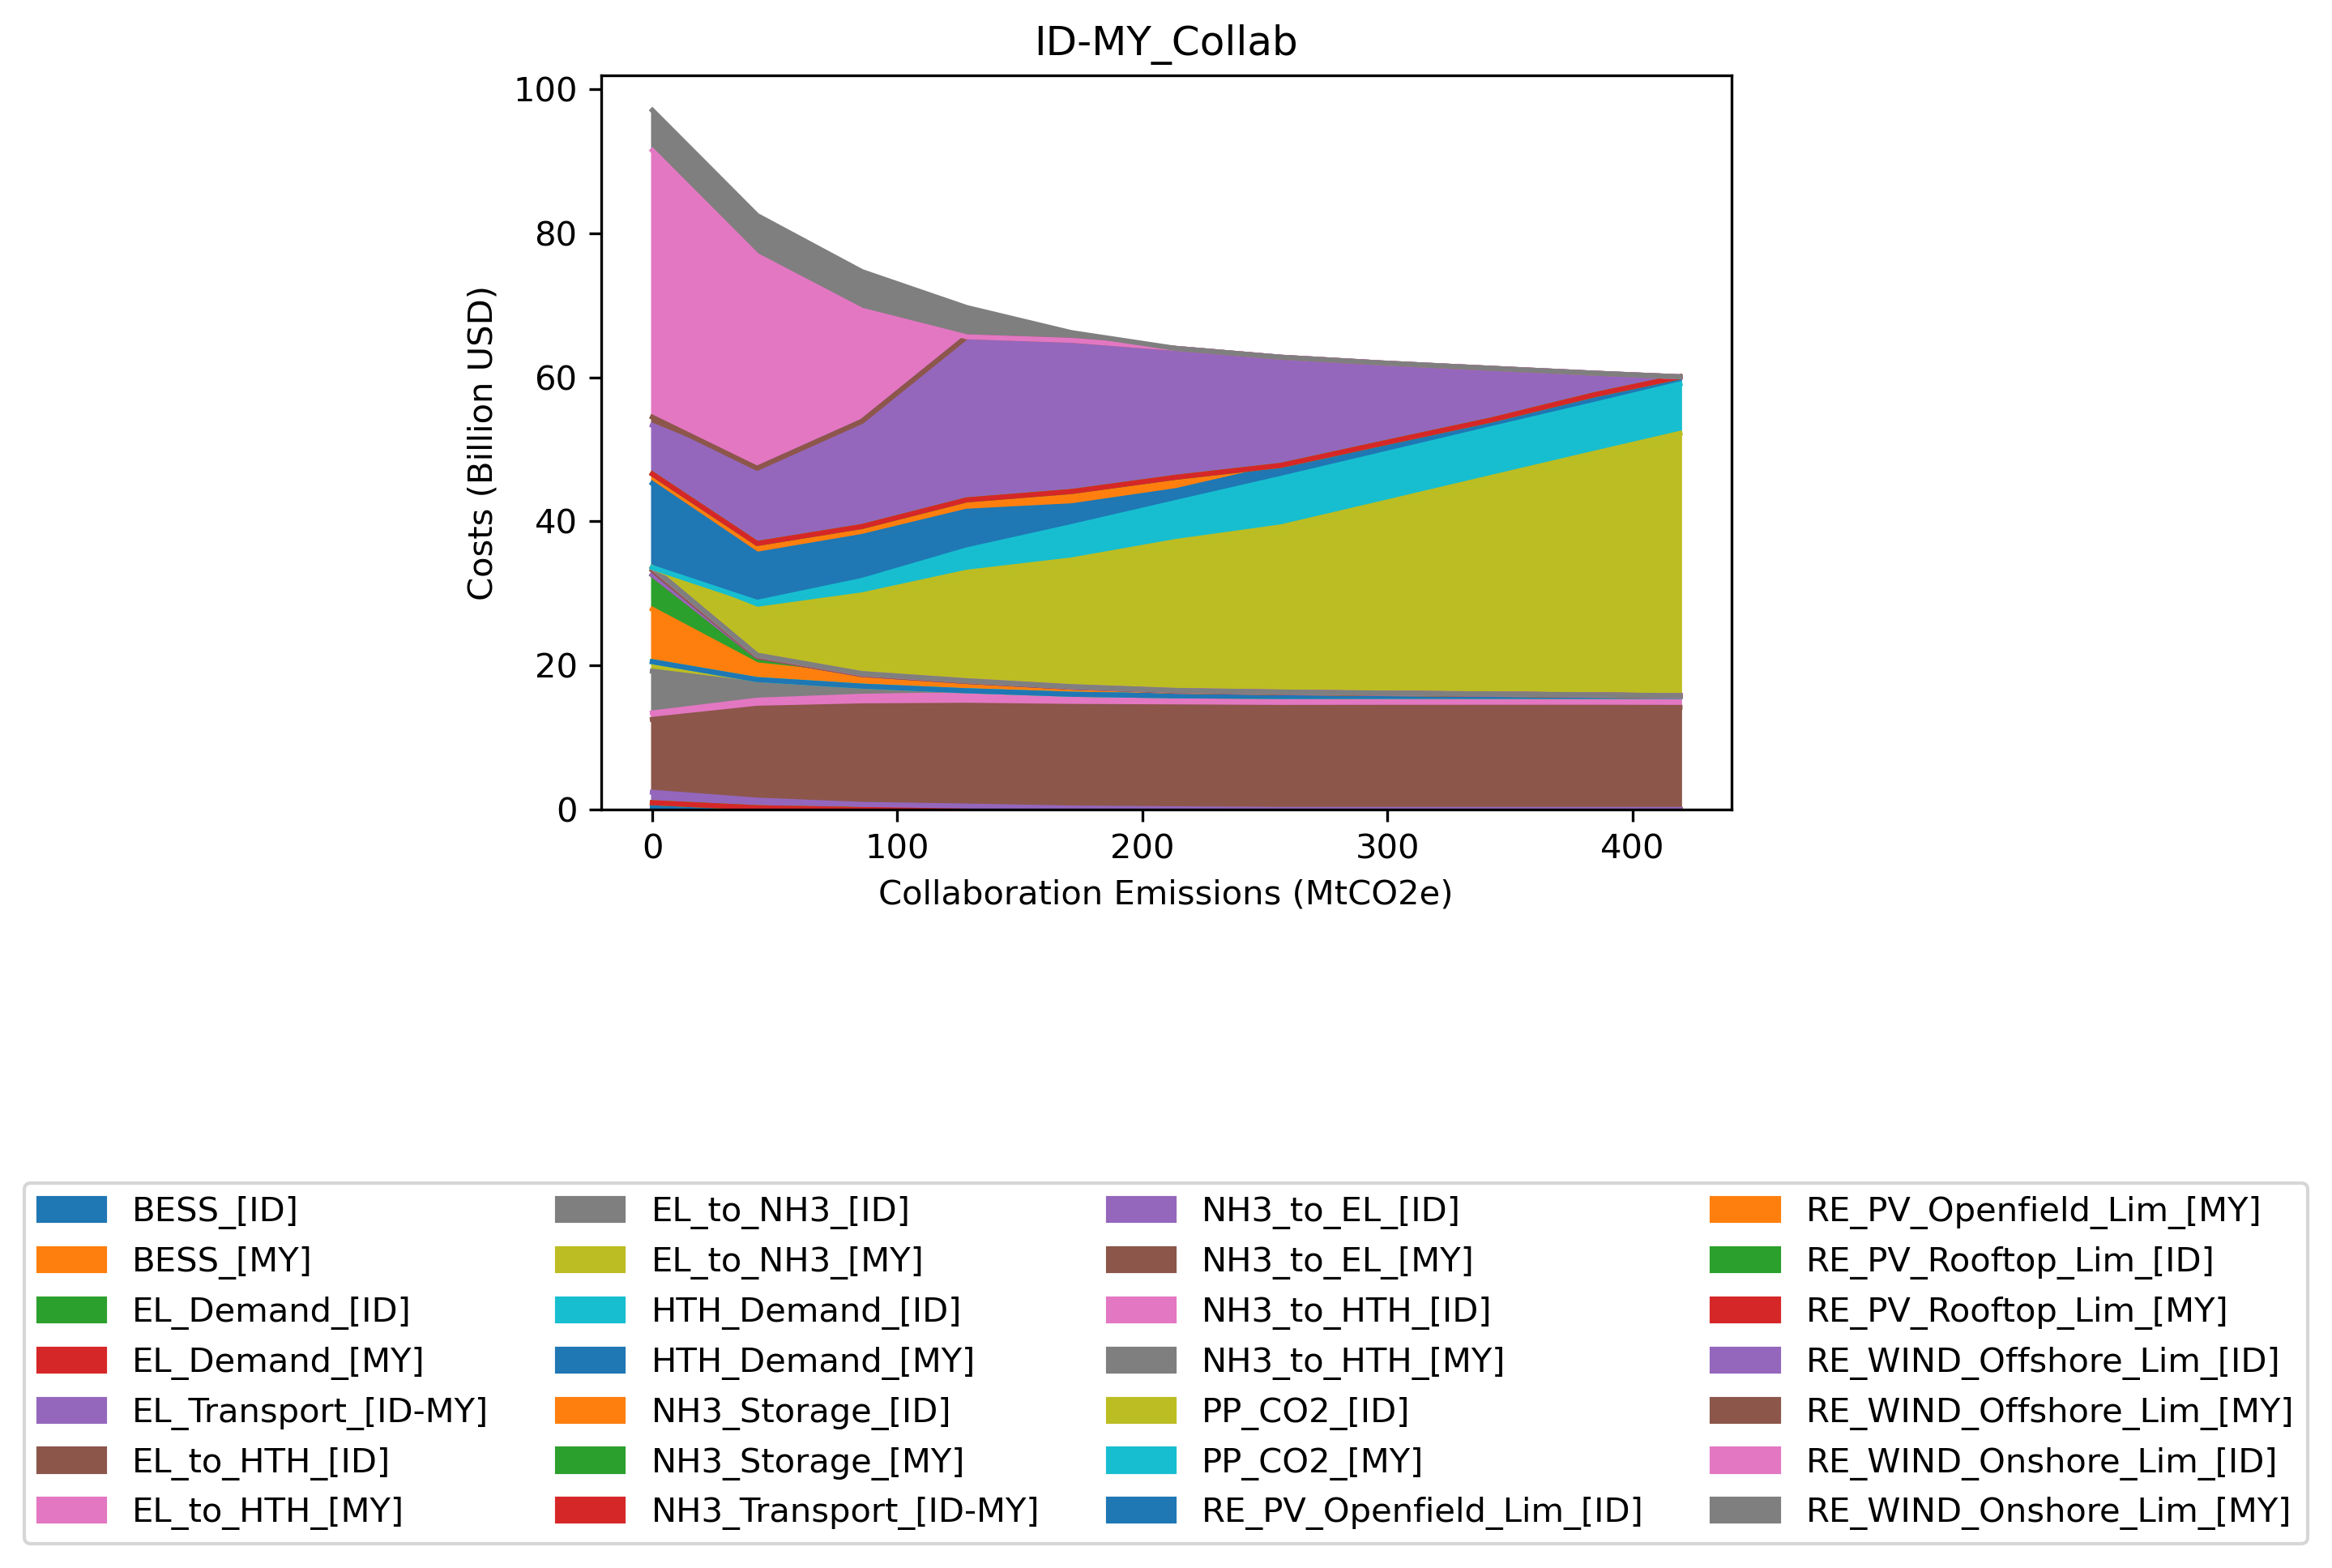 ID-MY_Collab
Costs (Billion USD)
100
80
60
40
20
0
0 100 200 300 400
Collaboration Emissions (MtCO2e)
BESS_[ID]
BESS_[MY]
EL_Demand_[ID]
EL_Demand_[MY]
EL_Transport_[ID-MY]
EL_to_HTH_[ID]
EL_to_HTH_[MY]
EL_to_NH3_[ID]
EL_to_NH3_[MY]
HTH_Demand_[ID]
HTH_Demand_[MY]
NH3_Storage_[ID]
NH3_Storage_[MY]
NH3_Transport_[ID-MY]
NH3_to_EL_[ID]
NH3_to_EL_[MY]
NH3_to_HTH_[ID]
NH3_to_HTH_[MY]
PP_CO2_[ID]
PP_CO2_[MY]
RE_PV_Openfield_Lim_[ID]
RE_PV_Openfield_Lim_[MY]
RE_PV_Rooftop_Lim_[ID]
RE_PV_Rooftop_Lim_[MY]
RE_WIND_Offshore_Lim_[ID]
RE_WIND_Offshore_Lim_[MY]
RE_WIND_Onshore_Lim_[ID]
RE_WIND_Onshore_Lim_[MY]